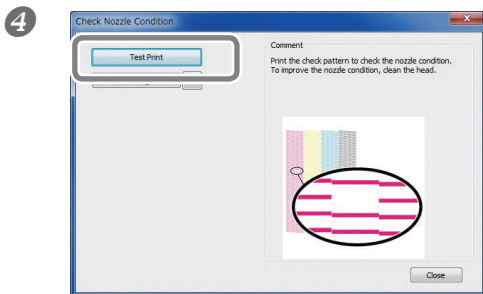 4
Check Nozzle Condition
Test Print
Comment
Print the check pattern to check the nozzle condition.
To improve the nozzle condition, clean the head.
Close